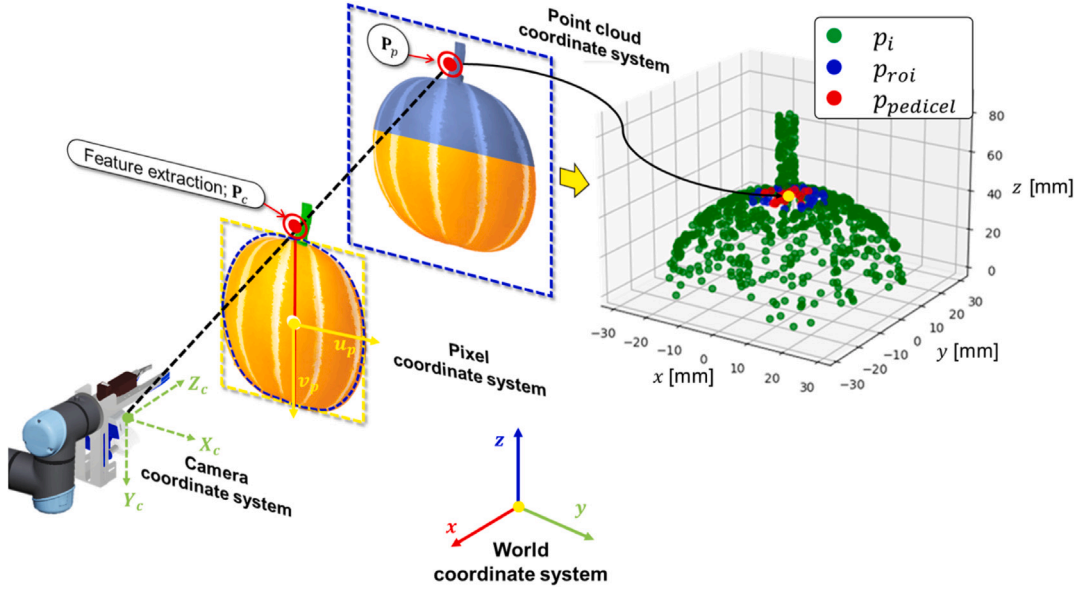 Point cloud
coordinate system
P_p
p_i
p_roi
p_pedicel
Feature extraction; P_c
80
60
40
20
0
z [mm]
-30
-20
-10
0
10
20
30
x [mm]
-30
-20
-10
0
10
20
30
y [mm]
u_p
v_p
Pixel
coordinate system
Z_c
X_c
Y_c
Camera
coordinate system
z
x
y
World
coordinate system